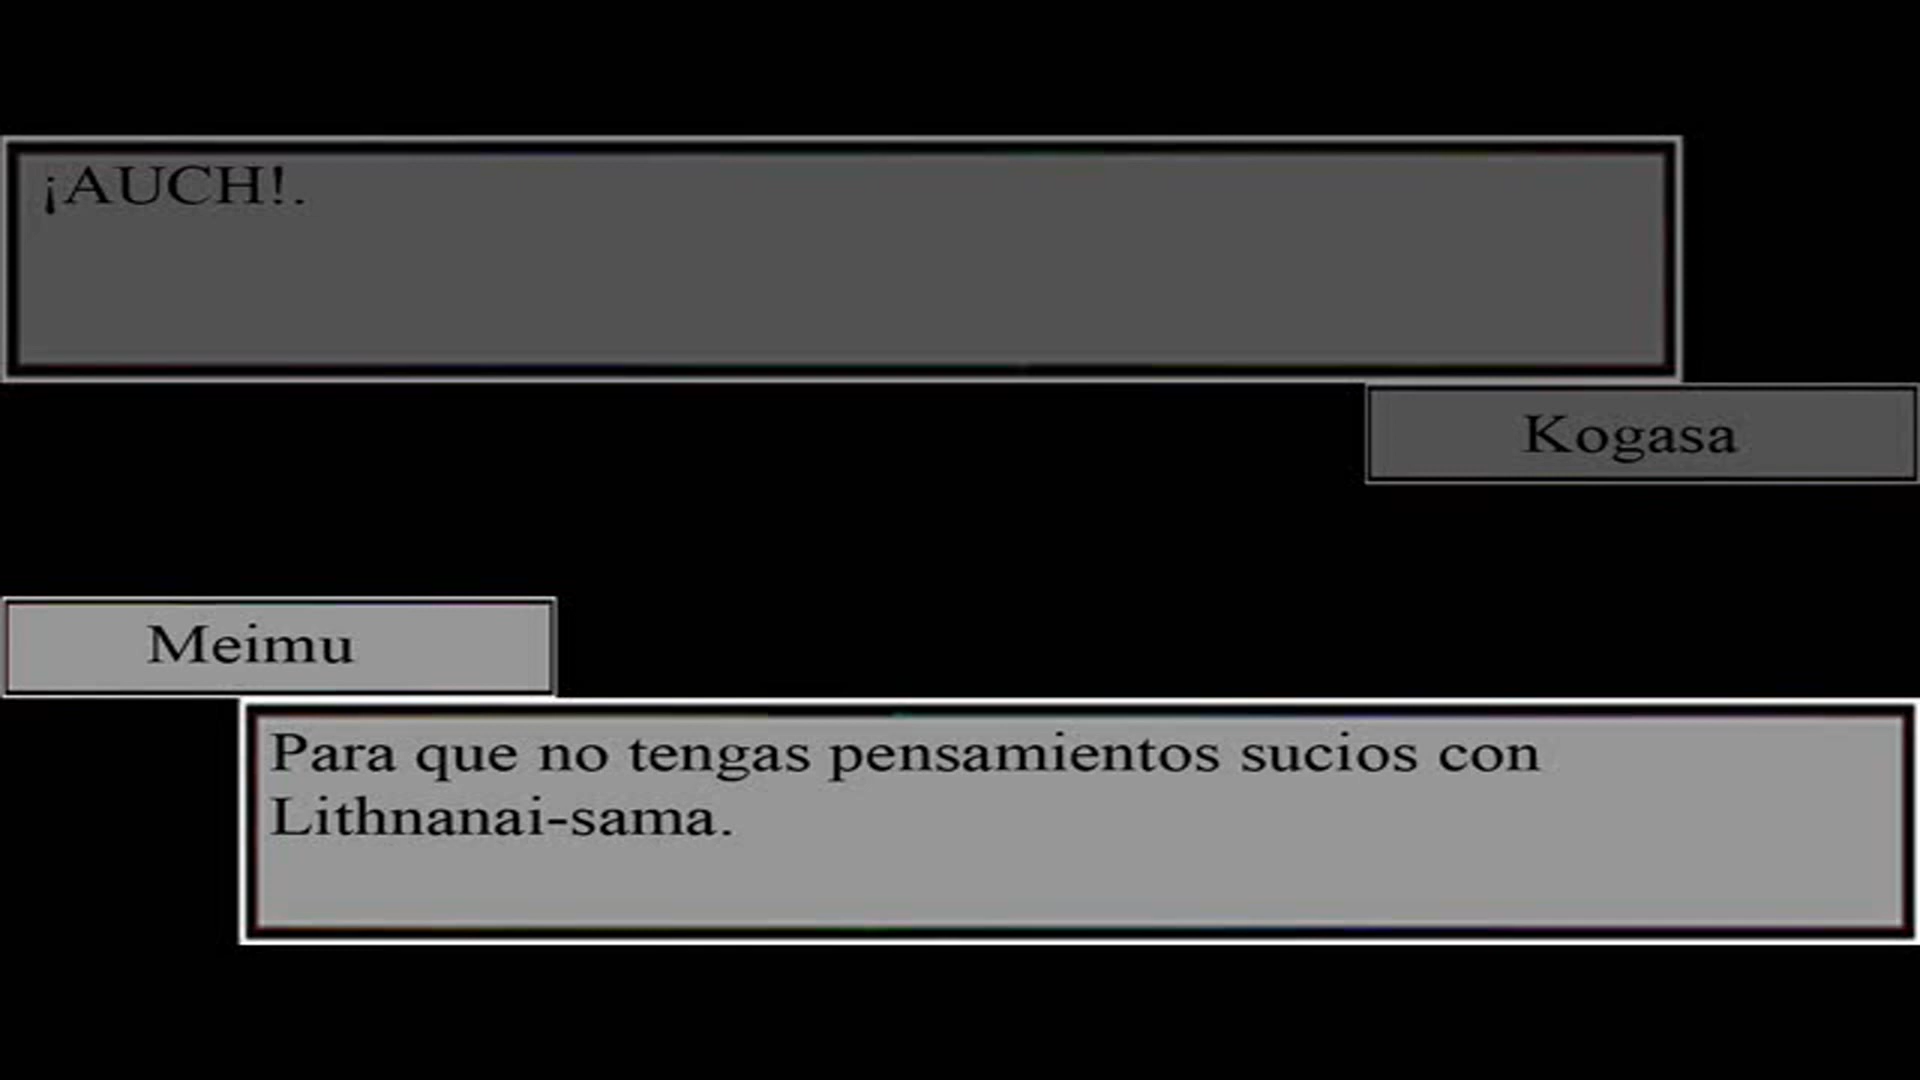 ¡AUCH!.
Kogasa
Meimu
Para que no tengas pensamientos sucios con
Lithnanai-sama.